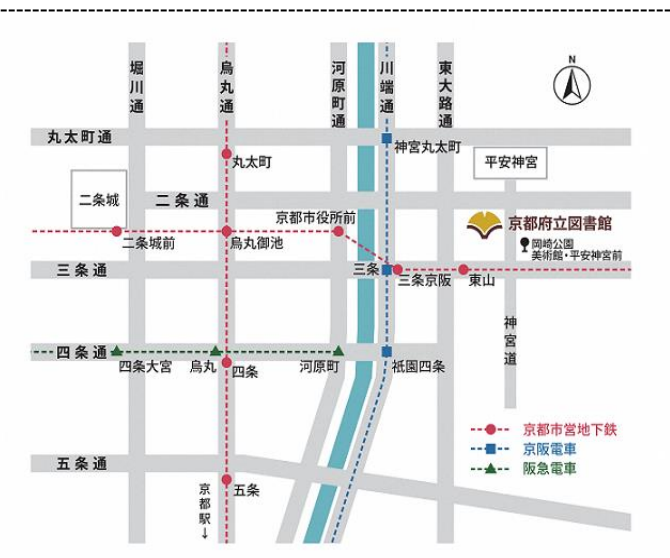 N
堀川通
烏丸通
河原町通
川端通
東大路通
丸太町通
神宮丸太町
丸太町
平安神宮
二条城
二条通
京都市役所前
京都府立図書館
二条城前
烏丸御池
岡崎公園
美術館・平安神宮前
三条通
三条
三条京阪
東山
神宮道
四条通
四条大宮
烏丸
四条
河原町
祇園四条
京都市営地下鉄
京阪電車
阪急電車
五条通
五条
京都駅↓